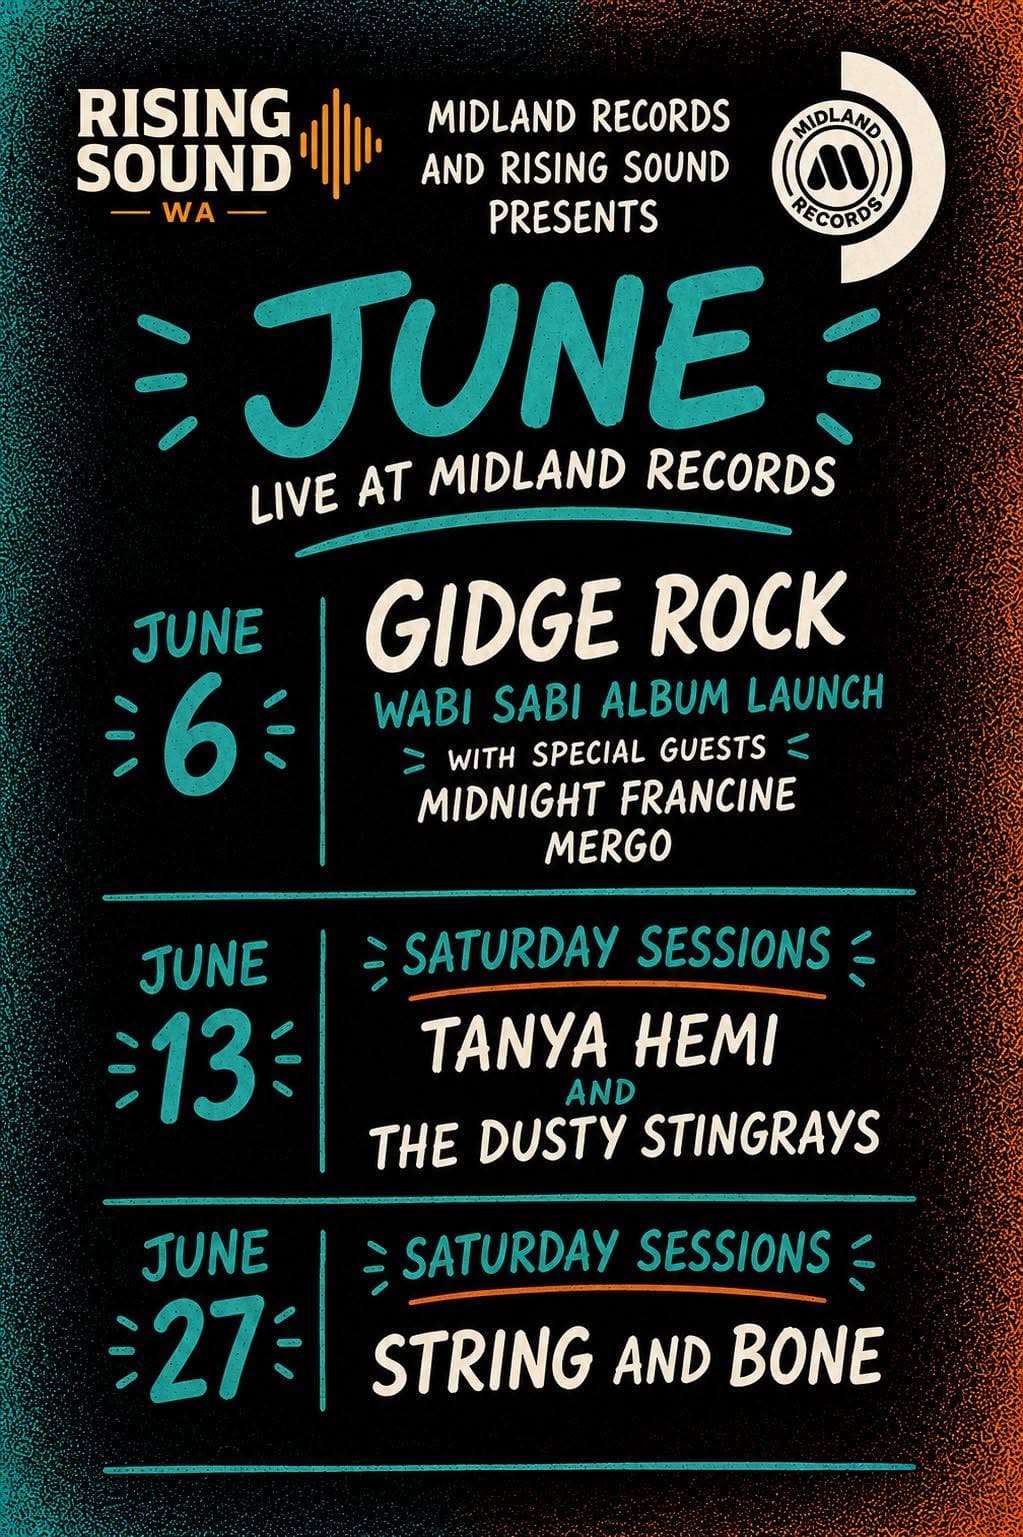 RISING
SOUND
WA
MIDLAND RECORDS
AND RISING SOUND
PRESENTS
MIDLAND
RECORDS
JUNE
LIVE AT MIDLAND RECORDS
JUNE
6
GIDGE ROCK
WABI SABI ALBUM LAUNCH
WITH SPECIAL GUESTS
MIDNIGHT FRANCINE
MERGO
JUNE
13
SATURDAY SESSIONS
TANYA HEMI
AND
THE DUSTY STINGRAYS
JUNE
27
SATURDAY SESSIONS
STRING AND BONE